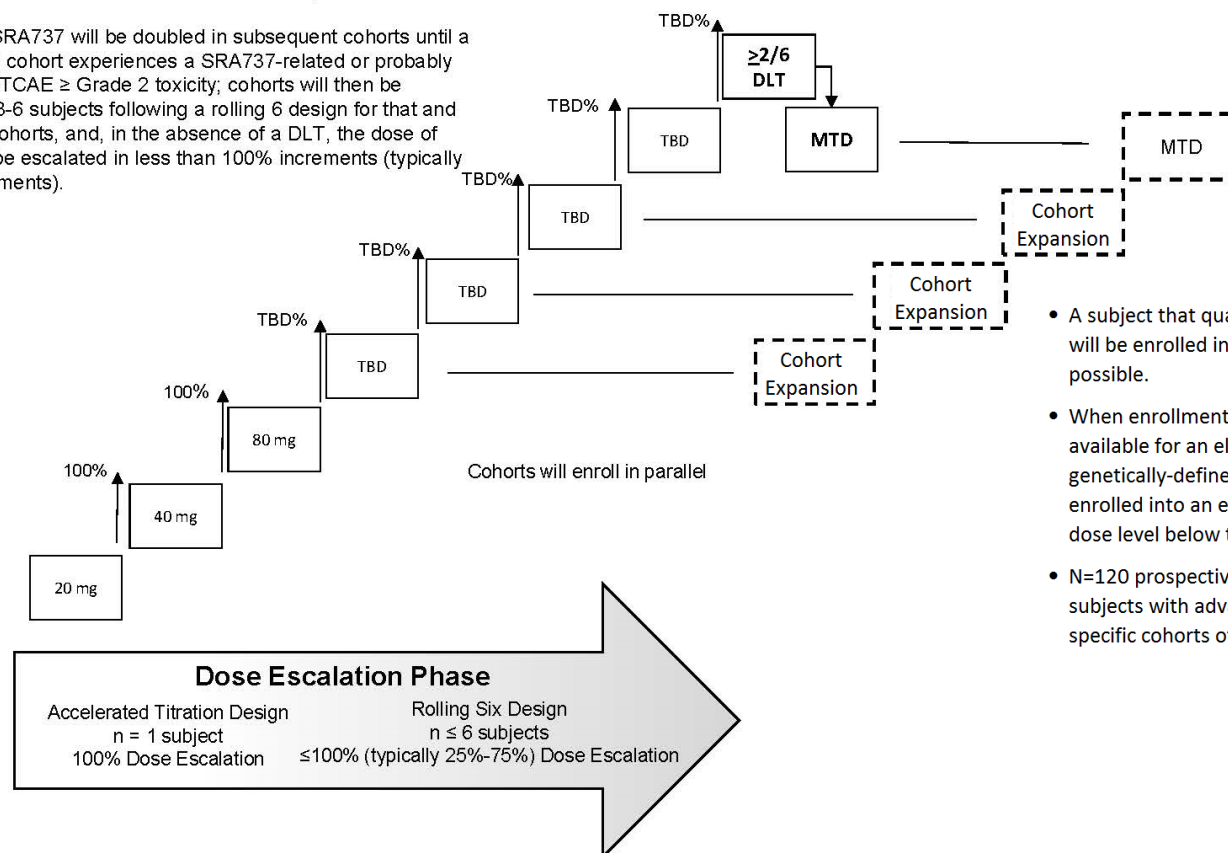 SRA737 will be doubled in subsequent cohorts until a
cohort experiences a SRA737-related or probably
TCAE ≥ Grade 2 toxicity; cohorts will then be
3-6 subjects following a rolling 6 design for that and
ohorts, and, in the absence of a DLT, the dose of
be escalated in less than 100% increments (typically
ments).
TBD%
≥2/6
DLT
TBD%
TBD
MTD
MTD
TBD%
TBD
Cohort
Expansion
TBD%
TBD
Cohort
Expansion
TBD%
TBD
Cohort
Expansion
100%
80 mg
100%
40 mg
20 mg
Cohorts will enroll in parallel
• A subject that qua
will be enrolled in
possible.
• When enrollment
available for an el
genetically-define
enrolled into an e
dose level below t
• N=120 prospectiv
subjects with adva
specific cohorts o
Dose Escalation Phase
Accelerated Titration Design
n = 1 subject
100% Dose Escalation
Rolling Six Design
n ≤ 6 subjects
≤100% (typically 25%-75%) Dose Escalation